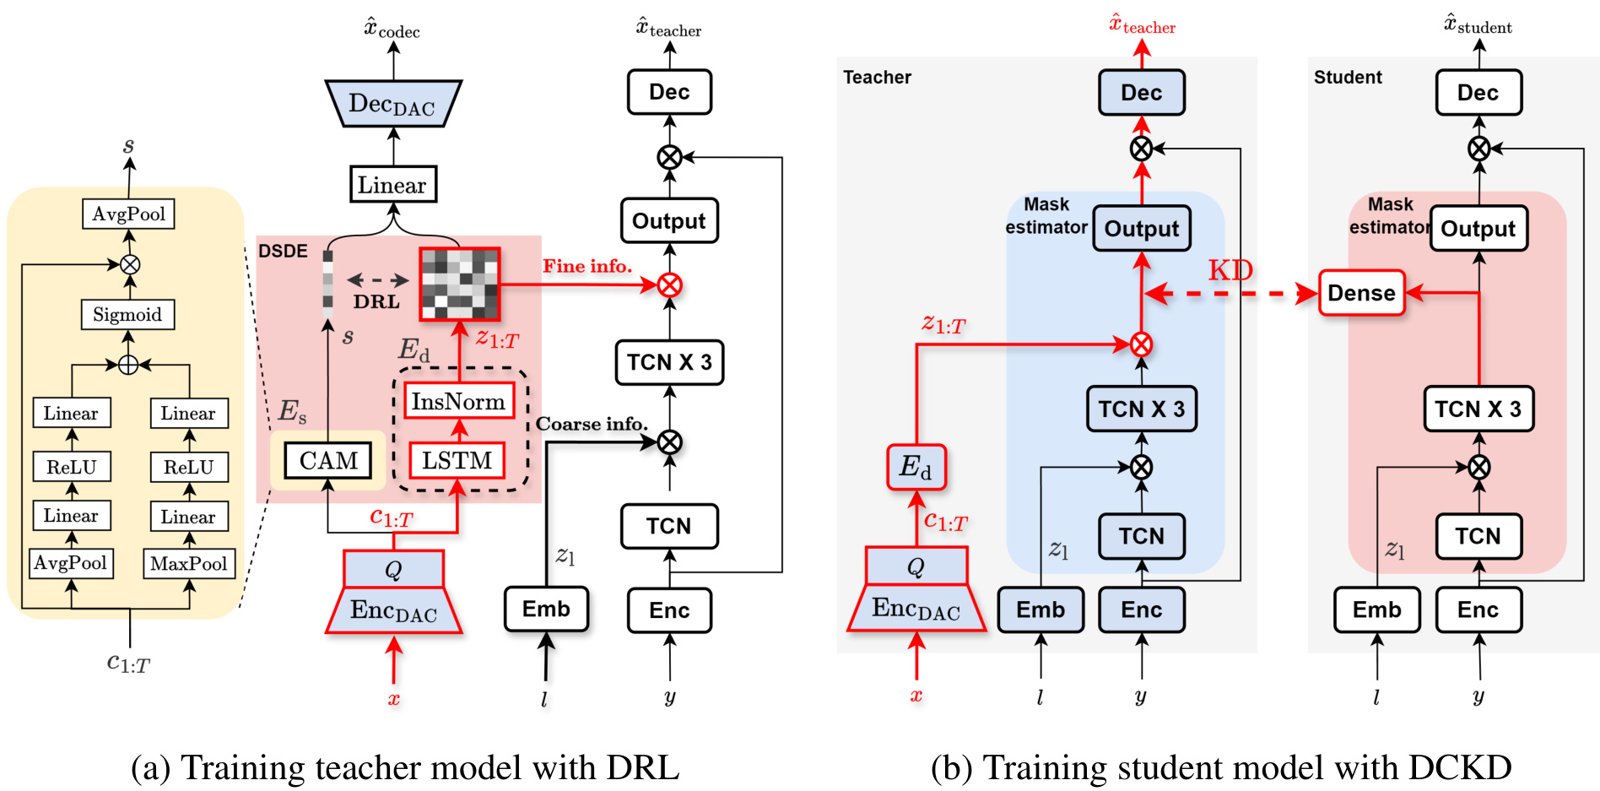 x̂codec
DecDAC
Linear
DSDE
s
DRL
z1:T
Fine info.
s
AvgPool
⊗
Sigmoid
⊕
Linear
Linear
ReLU
ReLU
Linear
Linear
AvgPool
MaxPool
c1:T
Es
CAM
Ed
InsNorm
LSTM
c1:T
Q
EncDAC
x
x̂teacher
Dec
⊗
Output
⊗
TCN X 3
Coarse info.
⊗
TCN
zl
Emb
Enc
l
y
(a) Training teacher model with DRL
Teacher
x̂teacher
Dec
⊗
Mask
estimator
Output
z1:T
⊗
TCN X 3
Ed
⊗
c1:T
TCN
zl
Q
EncDAC
Emb
Enc
x
l
y
KD
Student
x̂student
Dec
⊗
Mask
estimator
Output
Dense
TCN X 3
⊗
TCN
zl
Emb
Enc
l
y
(b) Training student model with DCKD